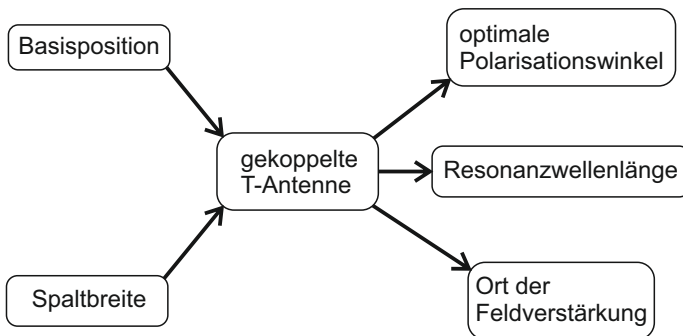 Basisposition
Spaltbreite
gekoppelte
T-Antenne
optimale
Polarisationswinkel
Resonanzwellenlänge
Ort der
Feldverstärkung